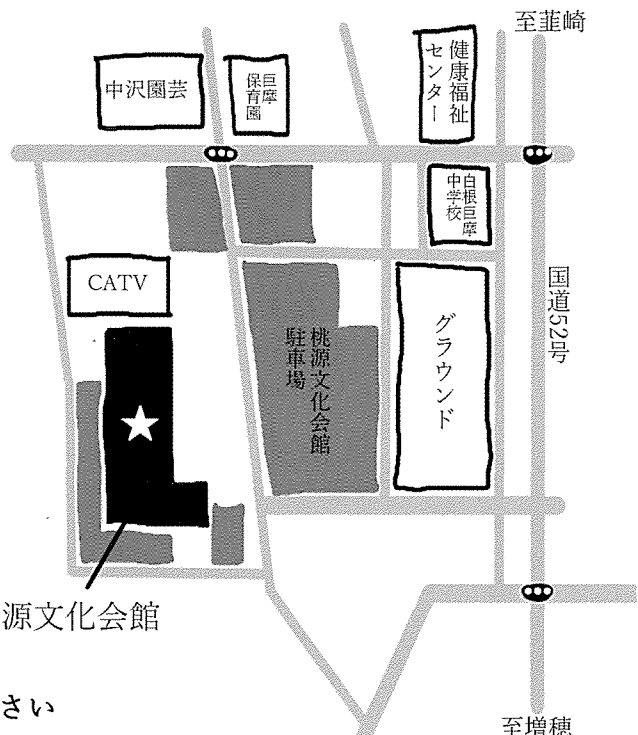 至韮崎
中沢園芸
巨摩
保育園
健康福祉
センター
白根巨摩
中学校
CATV
国道52号
桃源文化会館
駐車場
グラウンド
源文化会館
さい
至増穂